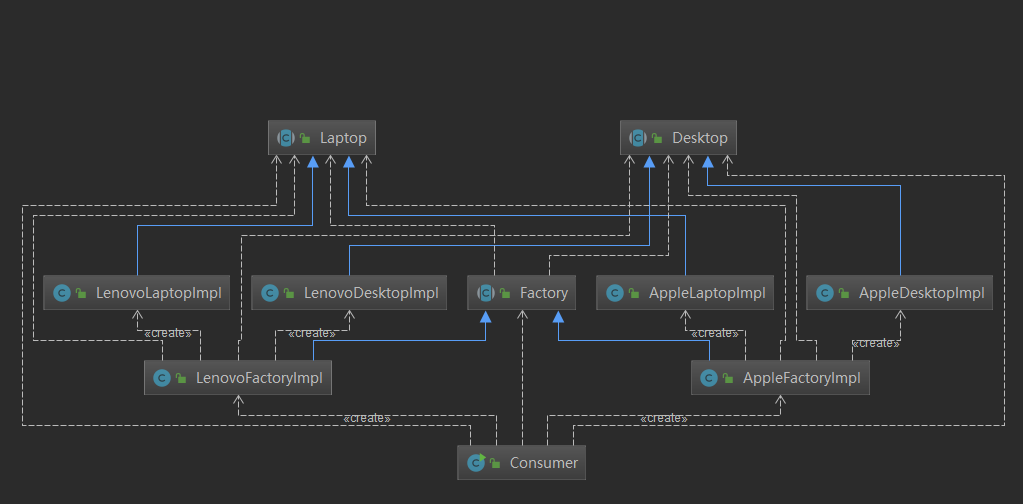 Laptop
Desktop
LenovoLaptopImpl
LenovoDesktopImpl
Factory
AppleLaptopImpl
AppleDesktopImpl
«create»
«create»
«create»
«create»
LenovoFactoryImpl
AppleFactoryImpl
«create»
«create»
Consumer